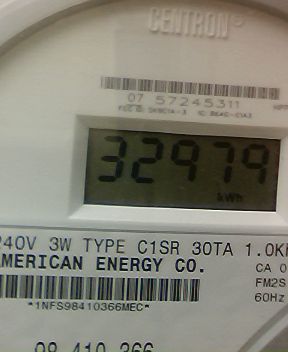 CENTRON®
07 57245311
32979
kWh
240V 3W TYPE C1SR 30TA 1.0K
AMERICAN ENERGY CO.
CA 0
FM2S
60Hz
*1NFS98410366MEC*
98 410 366